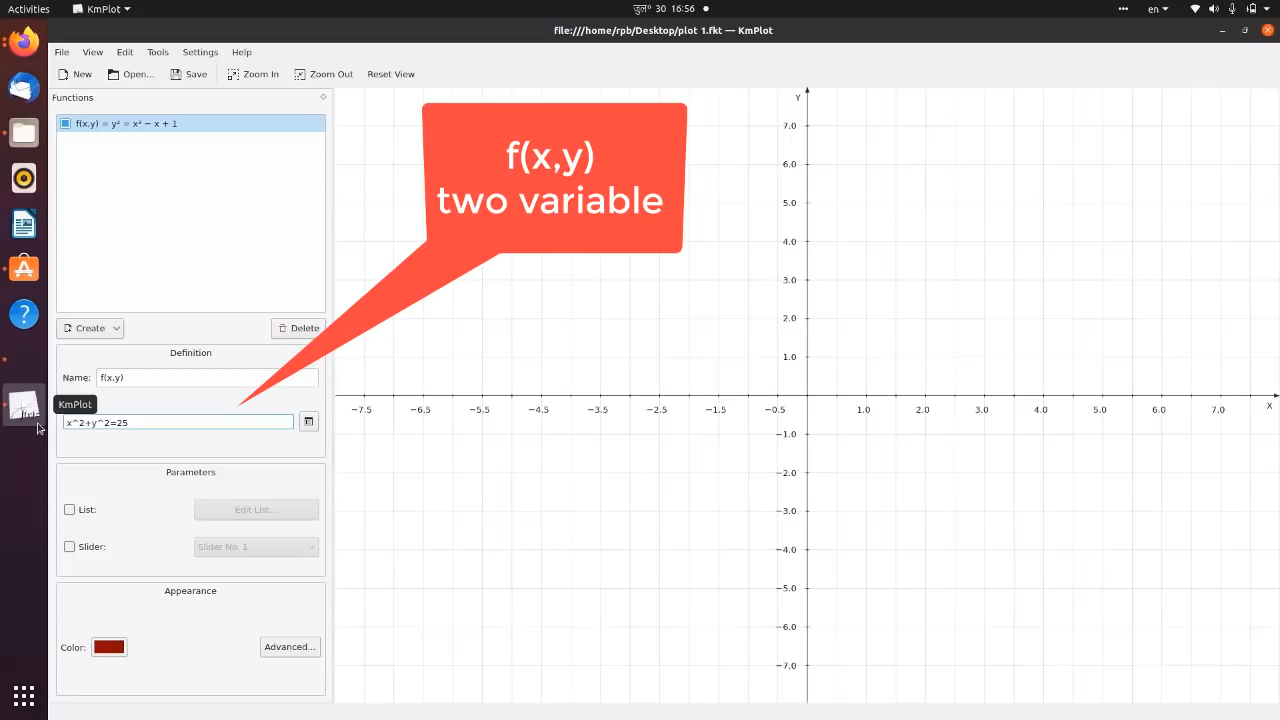 Activities
KmPlot
जुल॰ 30 16:56
en
file:///home/rpb/Desktop/plot 1.fkt — KmPlot
File View Edit Tools Settings Help
New Open... Save Zoom In Zoom Out Reset View
Functions
f(x,y) = y² = x³ − x + 1
f(x,y)
two variable
Create
Delete
Definition
Name: f(x,y)
KmPlot
x^2+y^2=25
Parameters
List: Edit List...
Slider: Slider No. 1
Appearance
Color: Advanced...
Y
7.0
6.0
5.0
4.0
3.0
2.0
1.0
−7.5 −6.5 −5.5 −4.5 −3.5 −2.5 −1.5 −0.5 1.0 2.0 3.0 4.0 5.0 6.0 7.0 X
−1.0
−2.0
−3.0
−4.0
−5.0
−6.0
−7.0